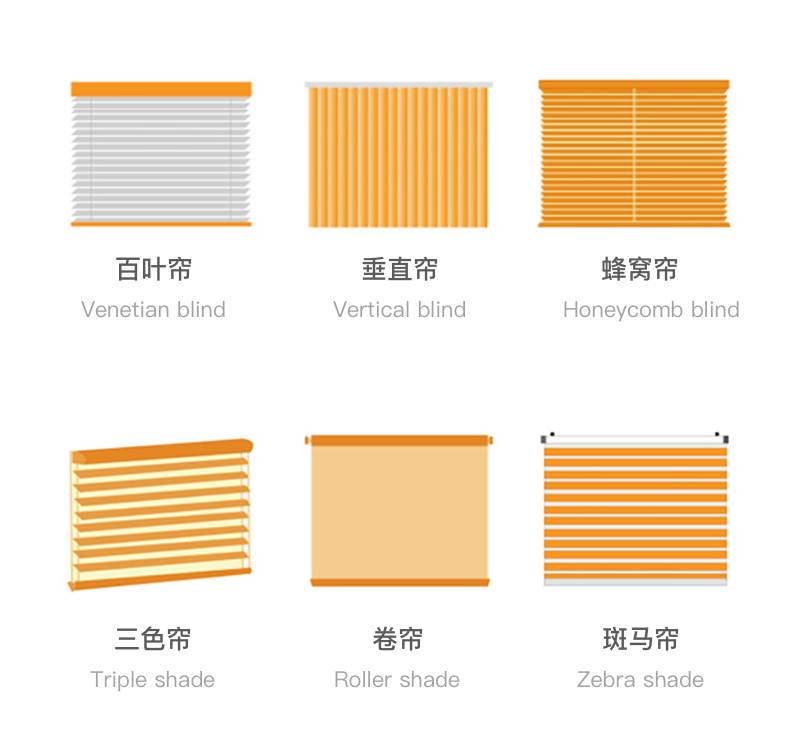 百叶帘
Venetian blind
垂直帘
Vertical blind
蜂窝帘
Honeycomb blind
三色帘
Triple shade
卷帘
Roller shade
斑马帘
Zebra shade